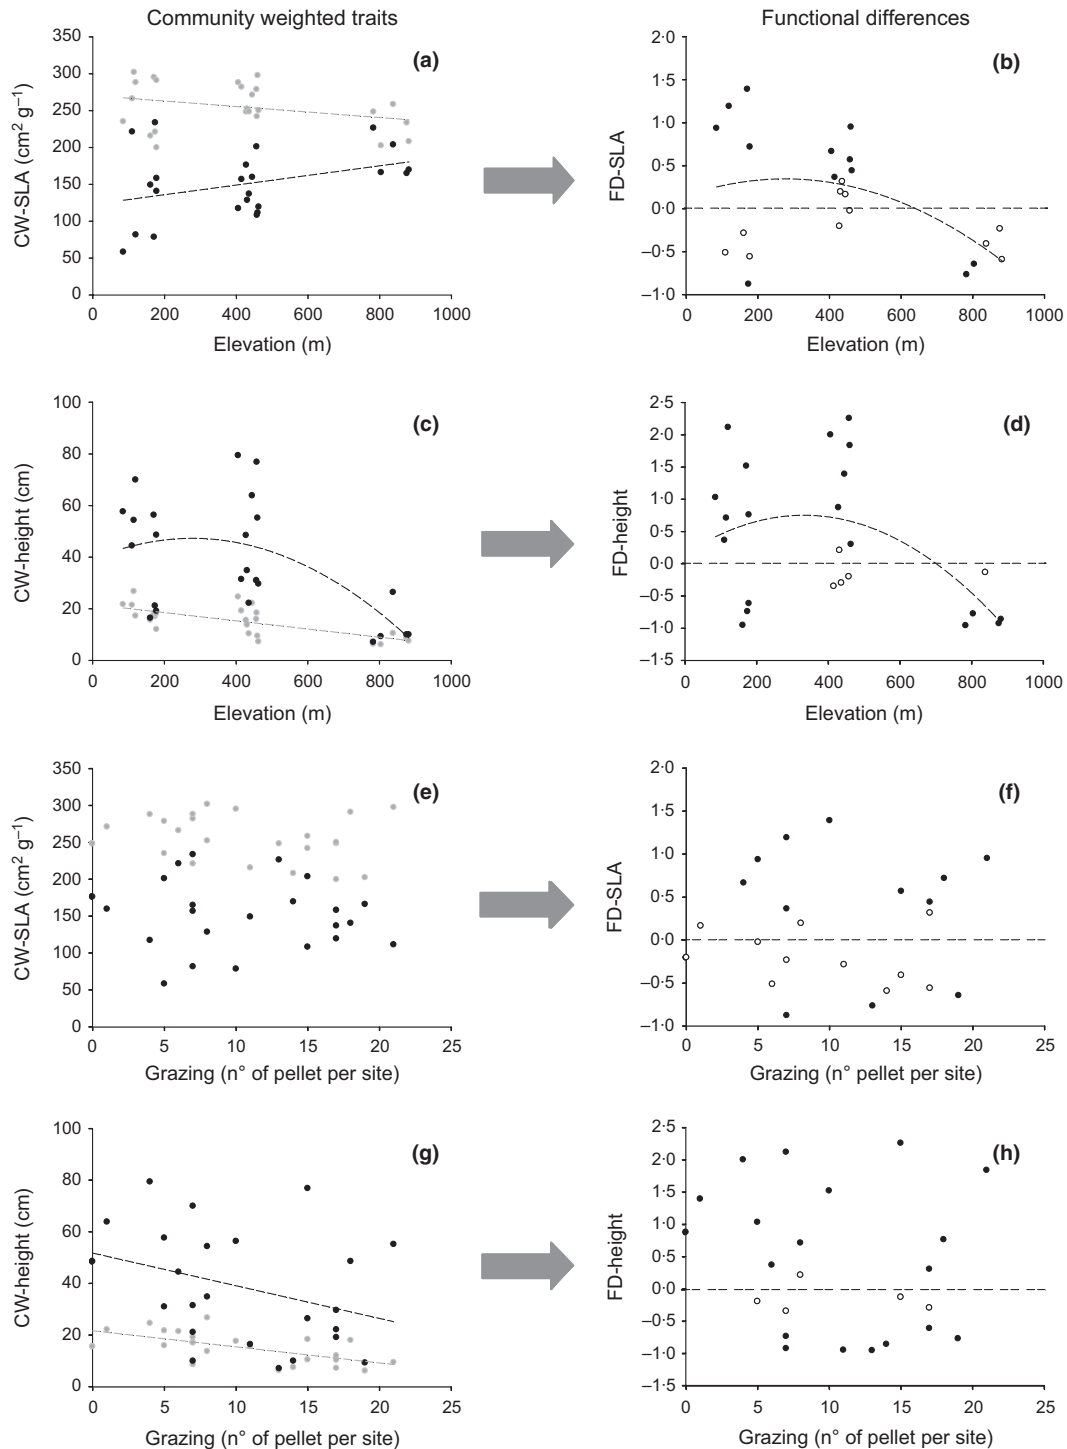 Community weighted traits
Functional differences
350
300
250
200
150
100
50
0
CW-SLA (cm² g⁻¹)
(a)
0 200 400 600 800 1000
Elevation (m)
2·0
1·5
1·0
0·5
0·0
–0·5
–1·0
FD-SLA
(b)
0 200 400 600 800 1000
Elevation (m)
100
80
60
40
20
0
CW-height (cm)
(c)
0 200 400 600 800 1000
Elevation (m)
2·5
2·0
1·5
1·0
0·5
0·0
–0·5
–1·0
–1·5
FD-height
(d)
0 200 400 600 800 1000
Elevation (m)
350
300
250
200
150
100
50
0
CW-SLA (cm² g⁻¹)
(e)
0 5 10 15 20 25
Grazing (n° of pellet per site)
2·0
1·5
1·0
0·5
0·0
–0·5
–1·0
FD-SLA
(f)
0 5 10 15 20 25
Grazing (n° pellet per site)
100
80
60
40
20
0
CW-height (cm)
(g)
0 5 10 15 20 25
Grazing (n° of pellet per site)
2·5
2·0
1·5
1·0
0·5
0·0
–0·5
–1·0
–1·5
FD-height
(h)
0 5 10 15 20 25
Grazing (n° of pellet per site)